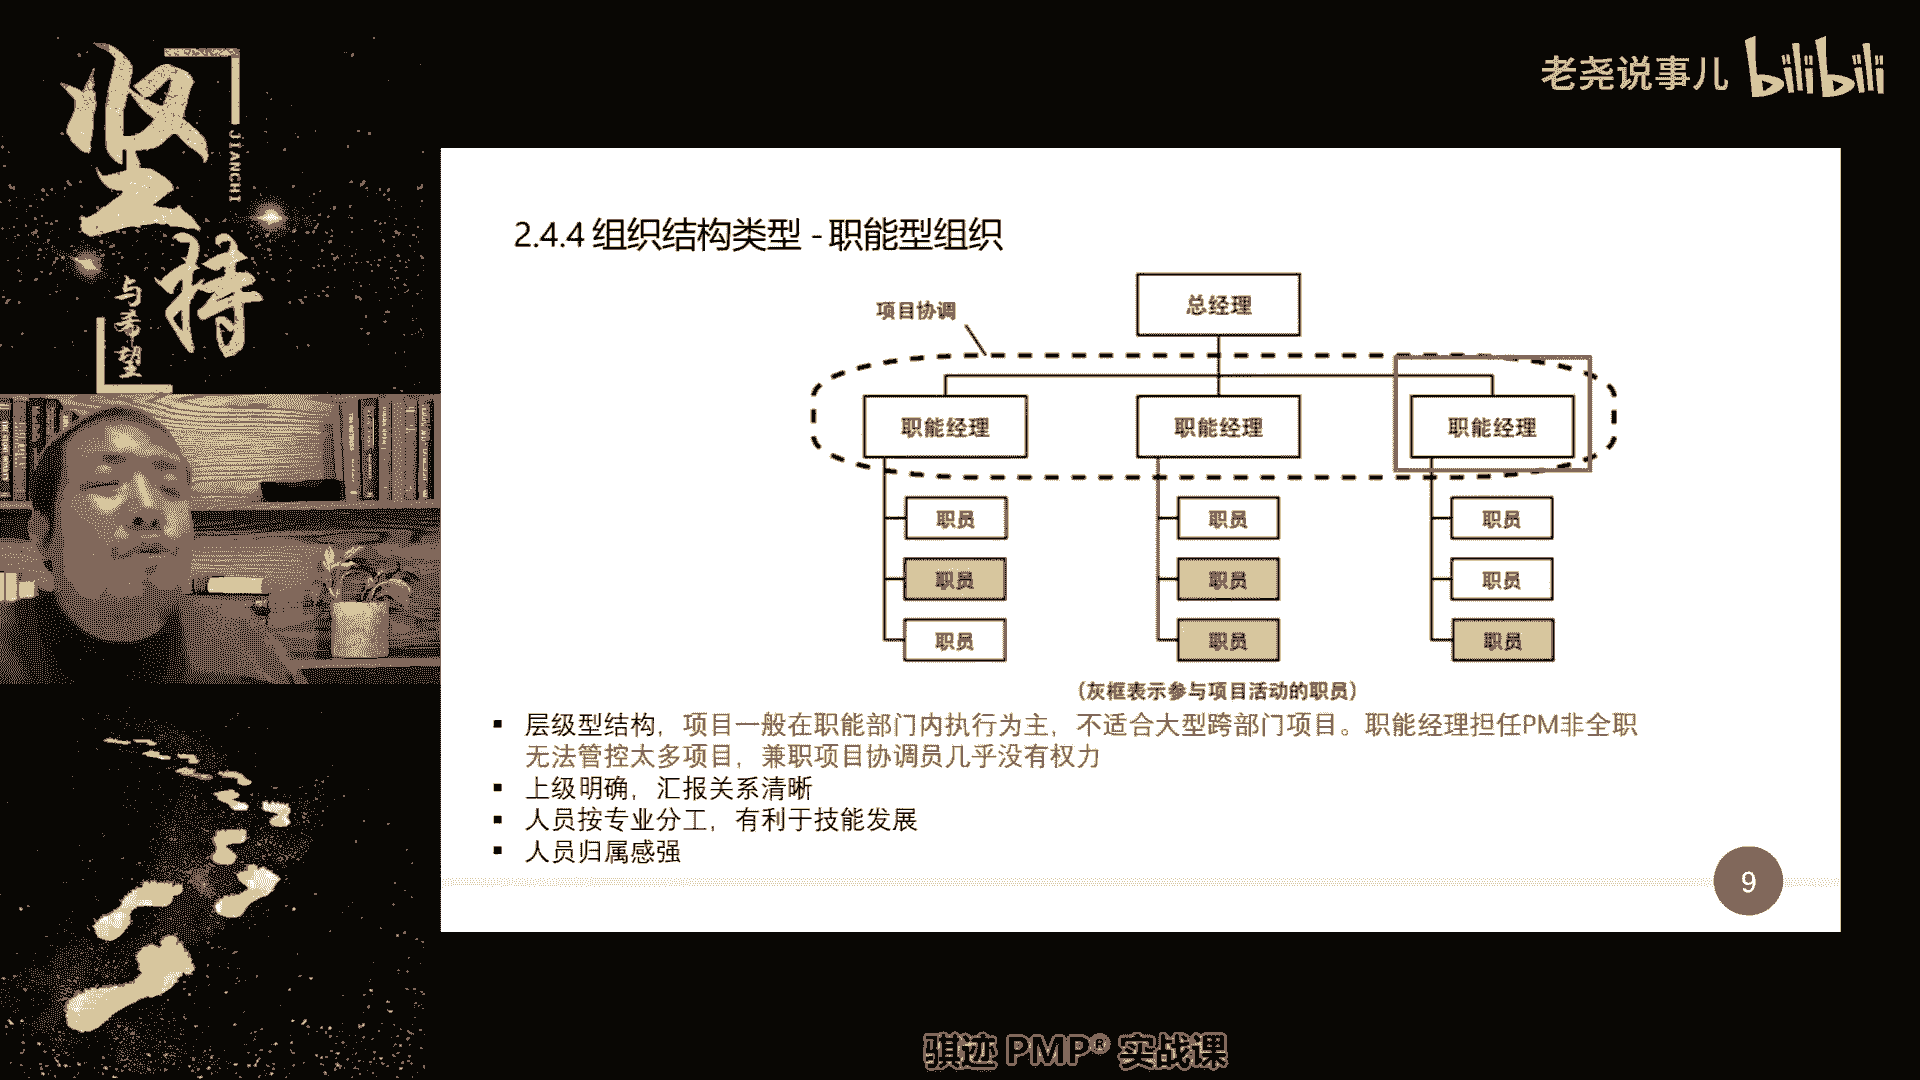 坚持
JIANCHI
与希望
老尧说事儿 bilibili
2.4.4 组织结构类型 - 职能型组织
总经理
项目协调
职能经理 职能经理 职能经理
职员 职员 职员
职员 职员 职员
职员 职员 职员
（灰框表示参与项目活动的职员）
▪ 层级型结构，项目一般在职能部门内执行为主，不适合大型跨部门项目。职能经理担任PM非全职
无法管控太多项目，兼职项目协调员几乎没有权力
▪ 上级明确，汇报关系清晰
▪ 人员按专业分工，有利于技能发展
▪ 人员归属感强
9
骐迹 PMP® 实战课